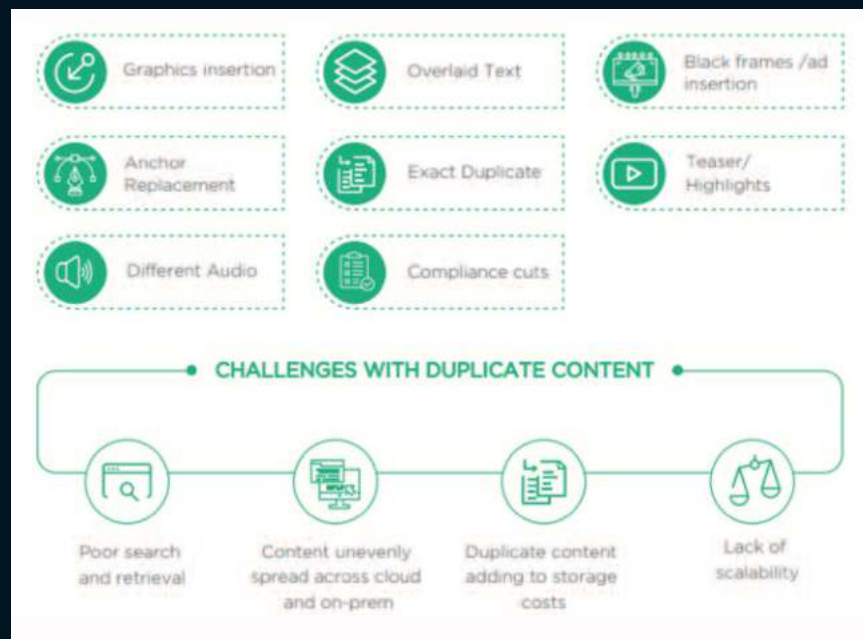 Graphics insertion
Overlaid Text
Black frames /ad
insertion
Anchor
Replacement
Exact Duplicate
Teaser/
Highlights
Different Audio
Compliance cuts
CHALLENGES WITH DUPLICATE CONTENT
Poor search
and retrieval
Content unevenly
spread across cloud
and on-prem
Duplicate content
adding to storage
costs
Lack of
scalability